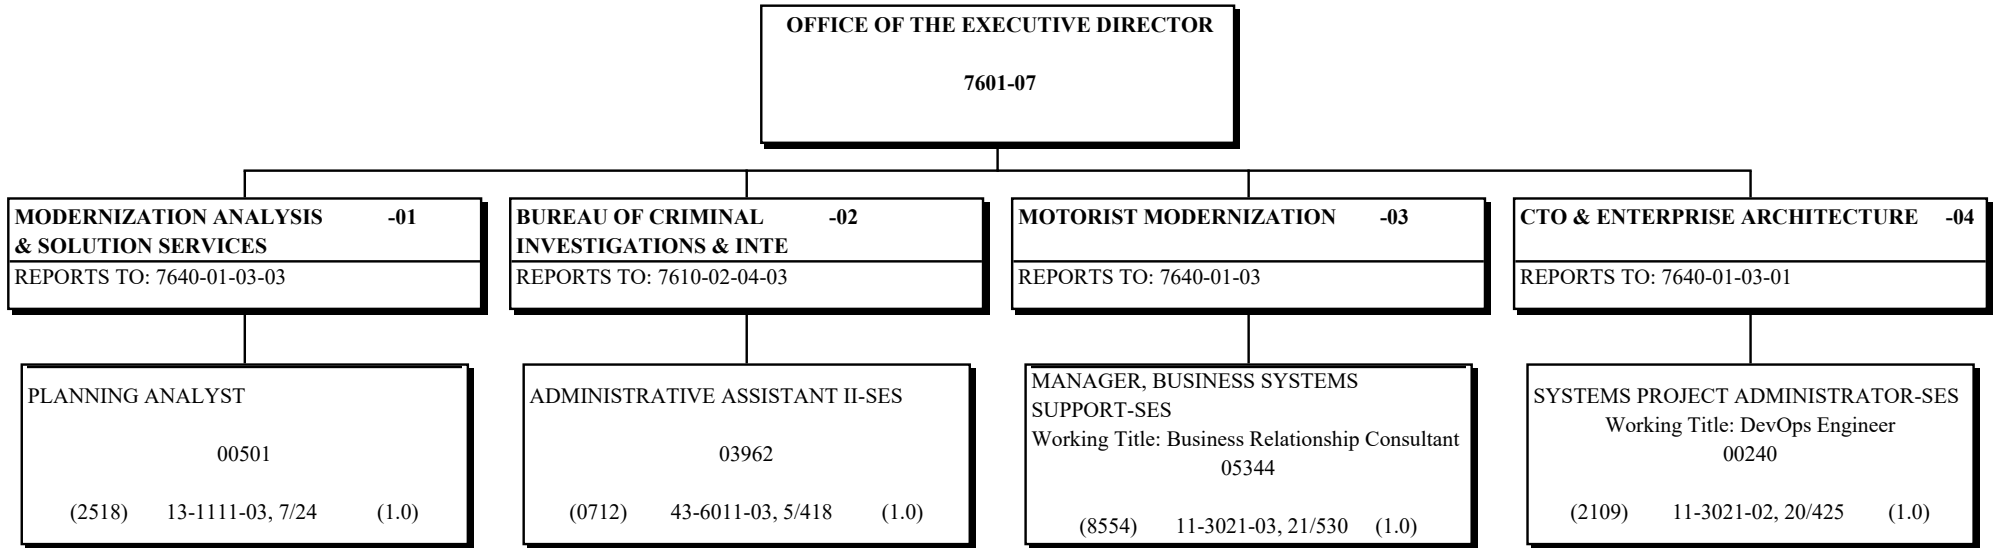 OFFICE OF THE EXECUTIVE DIRECTOR
7601-07
MODERNIZATION ANALYSIS -01
& SOLUTION SERVICES
REPORTS TO: 7640-01-03-03
BUREAU OF CRIMINAL -02
INVESTIGATIONS & INTE
REPORTS TO: 7610-02-04-03
MOTORIST MODERNIZATION -03
REPORTS TO: 7640-01-03
CTO & ENTERPRISE ARCHITECTURE -04
REPORTS TO: 7640-01-03-01
PLANNING ANALYST
00501
(2518) 13-1111-03, 7/24 (1.0)
ADMINISTRATIVE ASSISTANT II-SES
03962
(0712) 43-6011-03, 5/418 (1.0)
MANAGER, BUSINESS SYSTEMS
SUPPORT-SES
Working Title: Business Relationship Consultant
05344
(8554) 11-3021-03, 21/530 (1.0)
SYSTEMS PROJECT ADMINISTRATOR-SES
Working Title: DevOps Engineer
00240
(2109) 11-3021-02, 20/425 (1.0)